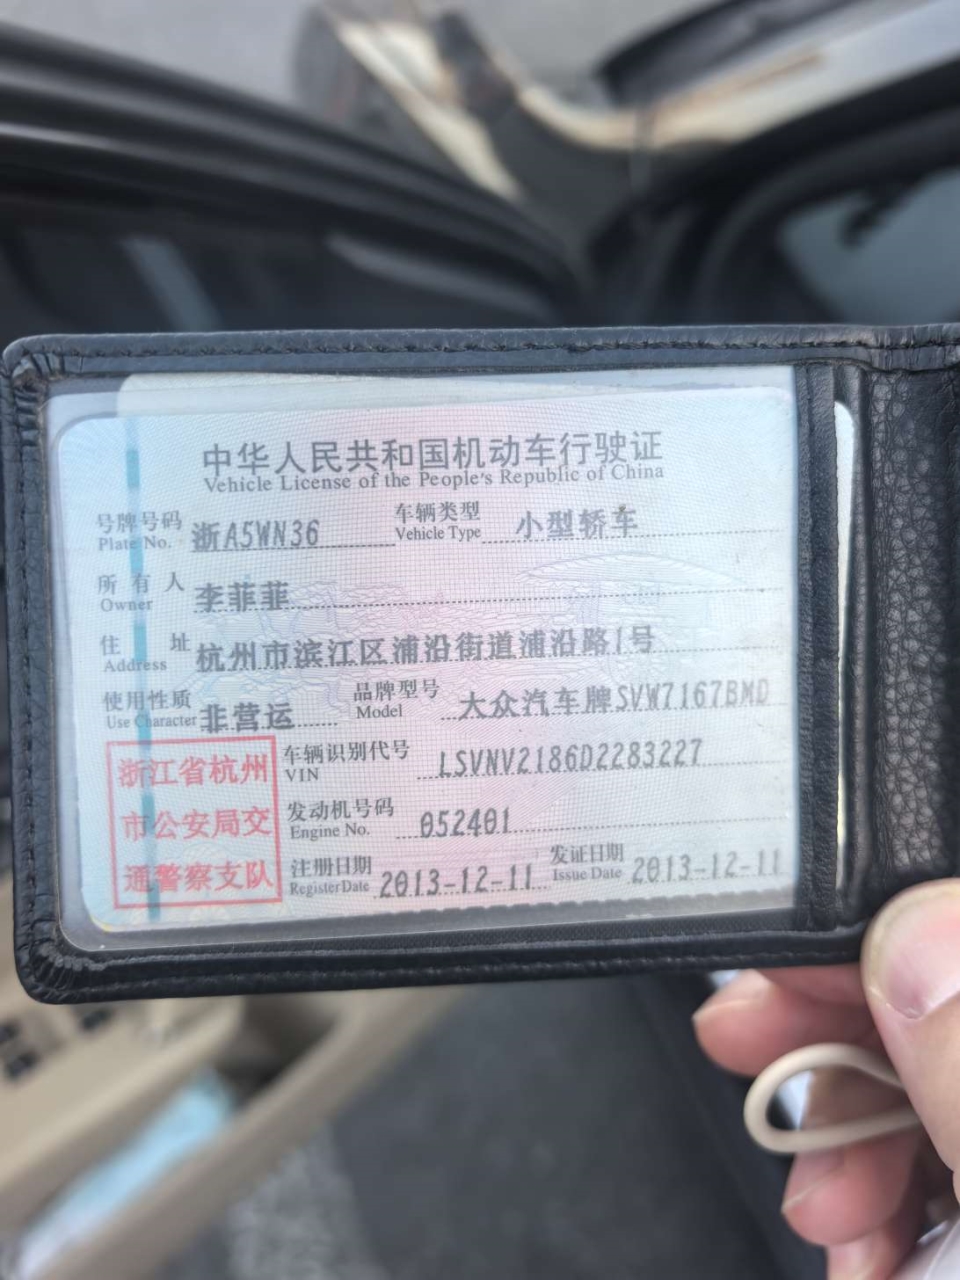 中华人民共和国机动车行驶证
Vehicle License of the People's Republic of China
号牌号码 浙A5WN36 车辆类型 小型轿车
Plate No. Vehicle Type
所有人 李菲菲
Owner
住址 杭州市滨江区浦沿街道浦沿路1号
Address
使用性质 非营运 品牌型号 大众汽车牌SVW7167BMD
Use Character Model
浙江省杭州
市公安局交
通警察支队
车辆识别代号 LSVNV2186D2283227
VIN
发动机号码 052401
Engine No.
注册日期 2013-12-11 发证日期 2013-12-11
Register Date Issue Date